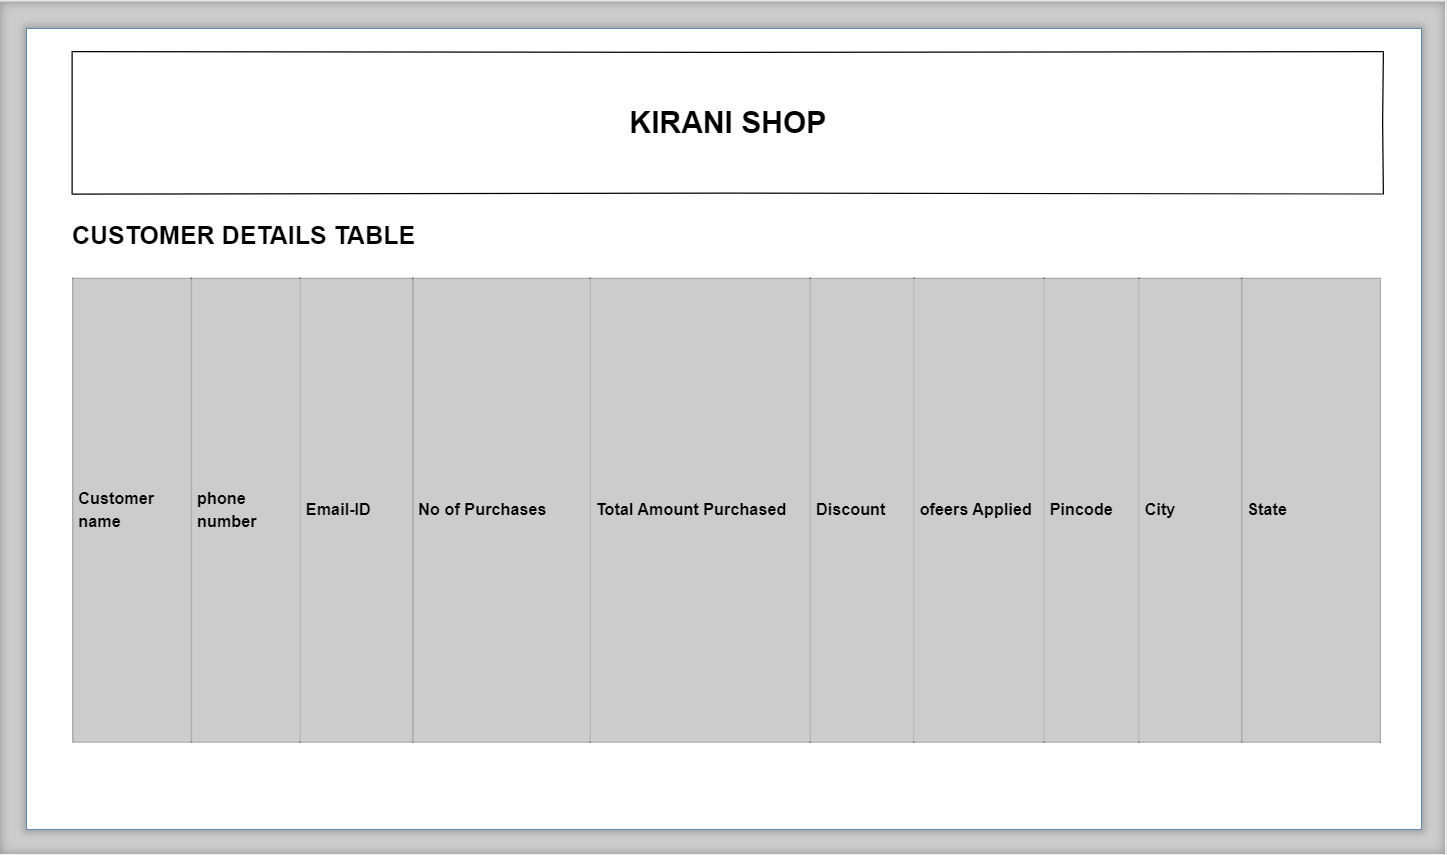 KIRANI SHOP
CUSTOMER DETAILS TABLE
Customer
name
phone
number
Email-ID
No of Purchases
Total Amount Purchased
Discount
ofeers Applied
Pincode
City
State